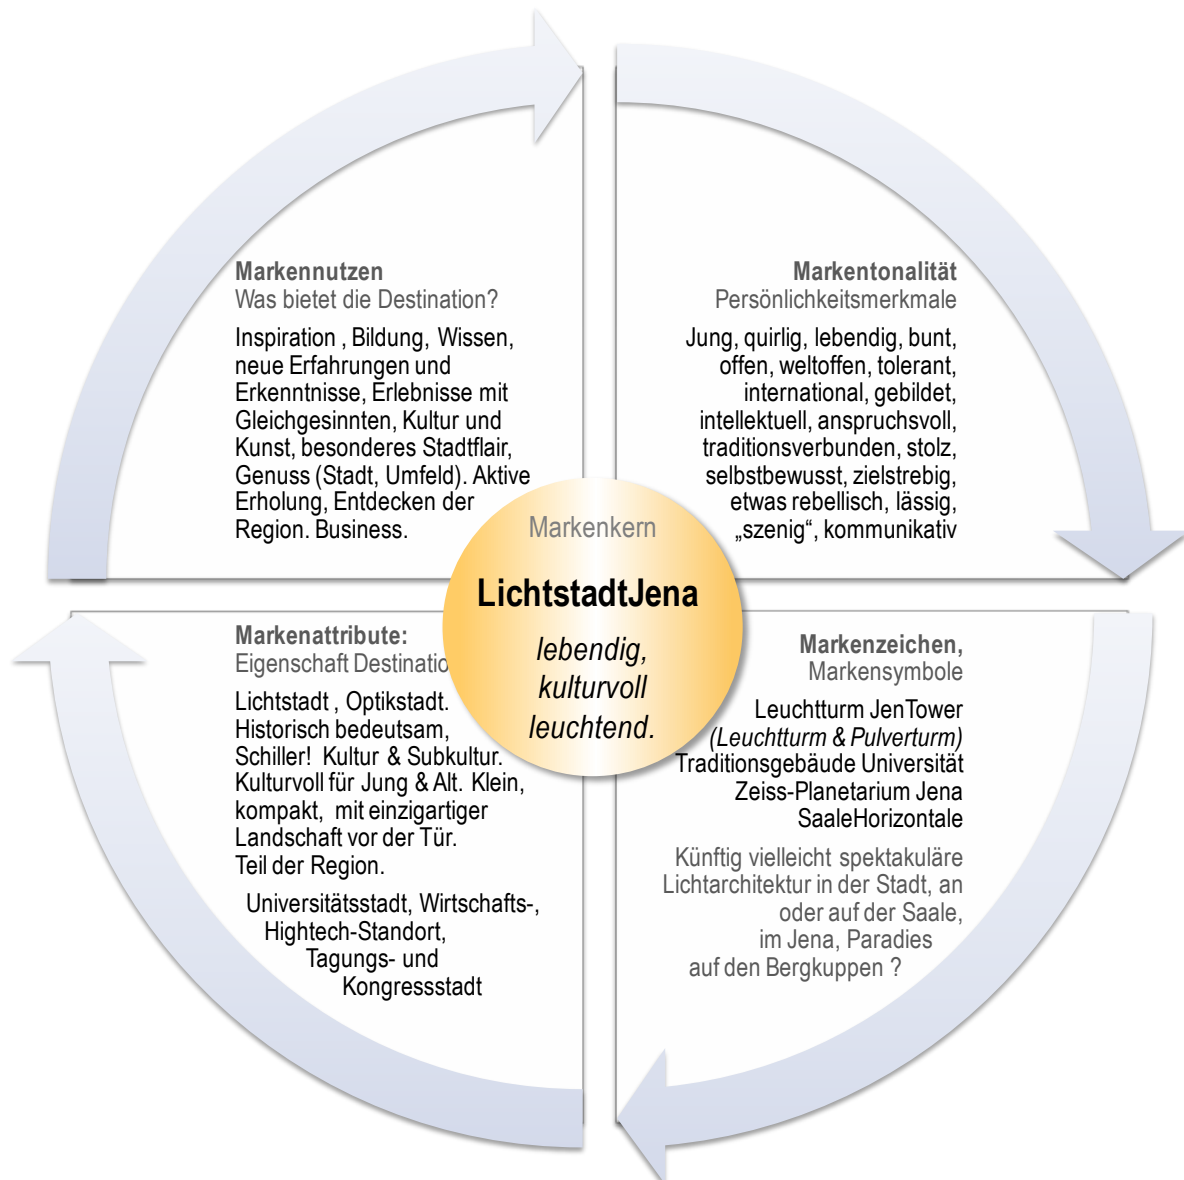 Markennutzen
Was bietet die Destination?
Inspiration , Bildung, Wissen,
neue Erfahrungen und
Erkenntnisse, Erlebnisse mit
Gleichgesinnten, Kultur und
Kunst, besonderes Stadtflair,
Genuss (Stadt, Umfeld). Aktive
Erholung, Entdecken der
Region. Business.
Markentonalität
Persönlichkeitsmerkmale
Jung, quirlig, lebendig, bunt,
offen, weltoffen, tolerant,
international, gebildet,
intellektuell, anspruchsvoll,
traditionsverbunden, stolz,
selbstbewusst, zielstrebig,
etwas rebellisch, lässig,
„szenig“, kommunikativ
Markenkern
LichtstadtJena
lebendig,
kulturvoll
leuchtend.
Markenattribute:
Eigenschaft Destinatio
Lichtstadt , Optikstadt.
Historisch bedeutsam,
Schiller! Kultur & Subkultur.
Kulturvoll für Jung & Alt. Klein,
kompakt, mit einzigartiger
Landschaft vor der Tür.
Teil der Region.
Universitätsstadt, Wirtschafts-,
Hightech-Standort,
Tagungs- und
Kongressstadt
Markenzeichen,
Markensymbole
Leuchtturm JenTower
(Leuchtturm & Pulverturm)
Traditionsgebäude Universität
Zeiss-Planetarium Jena
SaaleHorizontale
Künftig vielleicht spektakuläre
Lichtarchitektur in der Stadt, an
oder auf der Saale,
im Jena, Paradies
auf den Bergkuppen ?